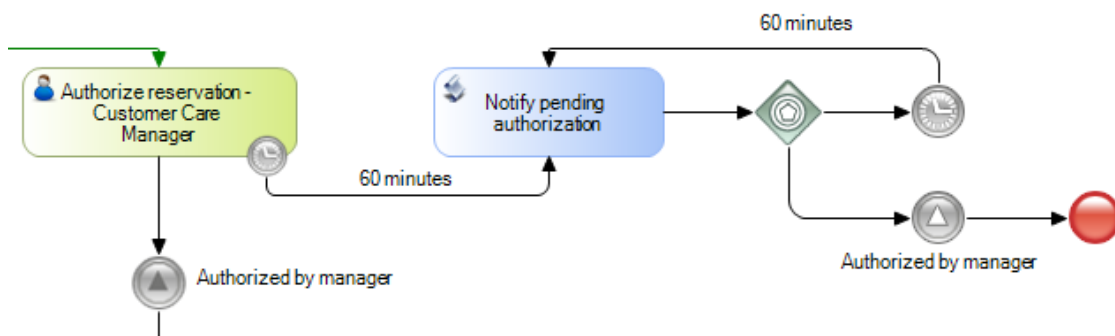 60 minutes
Authorize reservation -
Customer Care
Manager
Notify pending
authorization
60 minutes
Authorized by manager
Authorized by manager